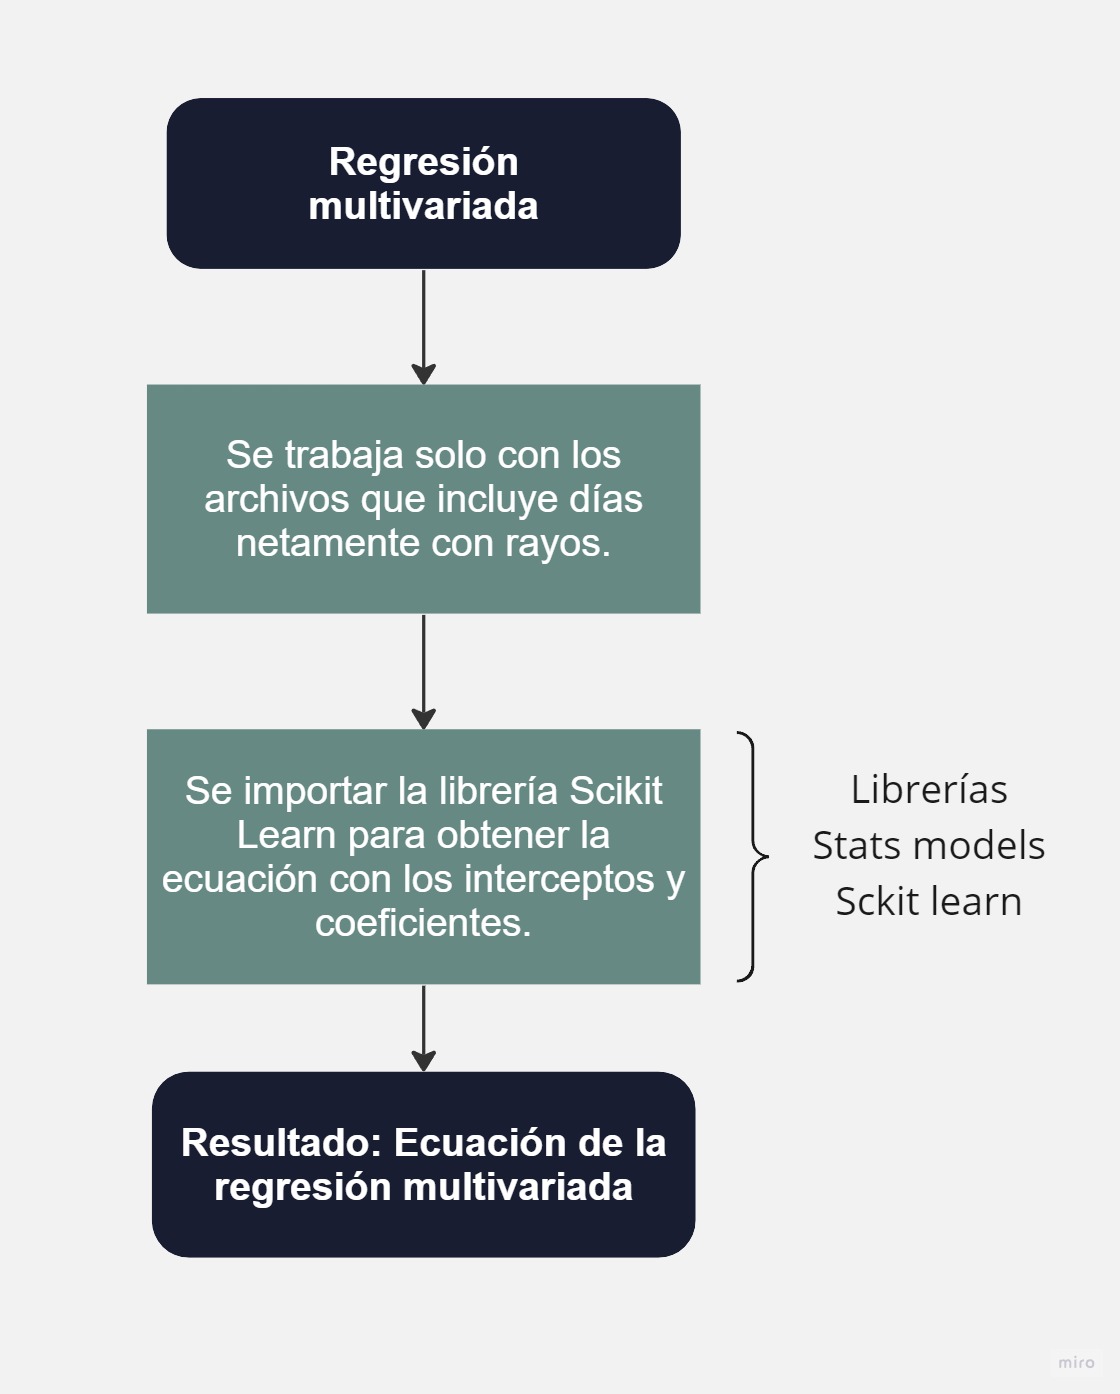 Regresión
multivariada
Se trabaja solo con los
archivos que incluye días
netamente con rayos.
Se importar la librería Scikit
Learn para obtener la
ecuación con los interceptos y
coeficientes.
Librerías
Stats models
Sckit learn
Resultado: Ecuación de la
regresión multivariada
miro